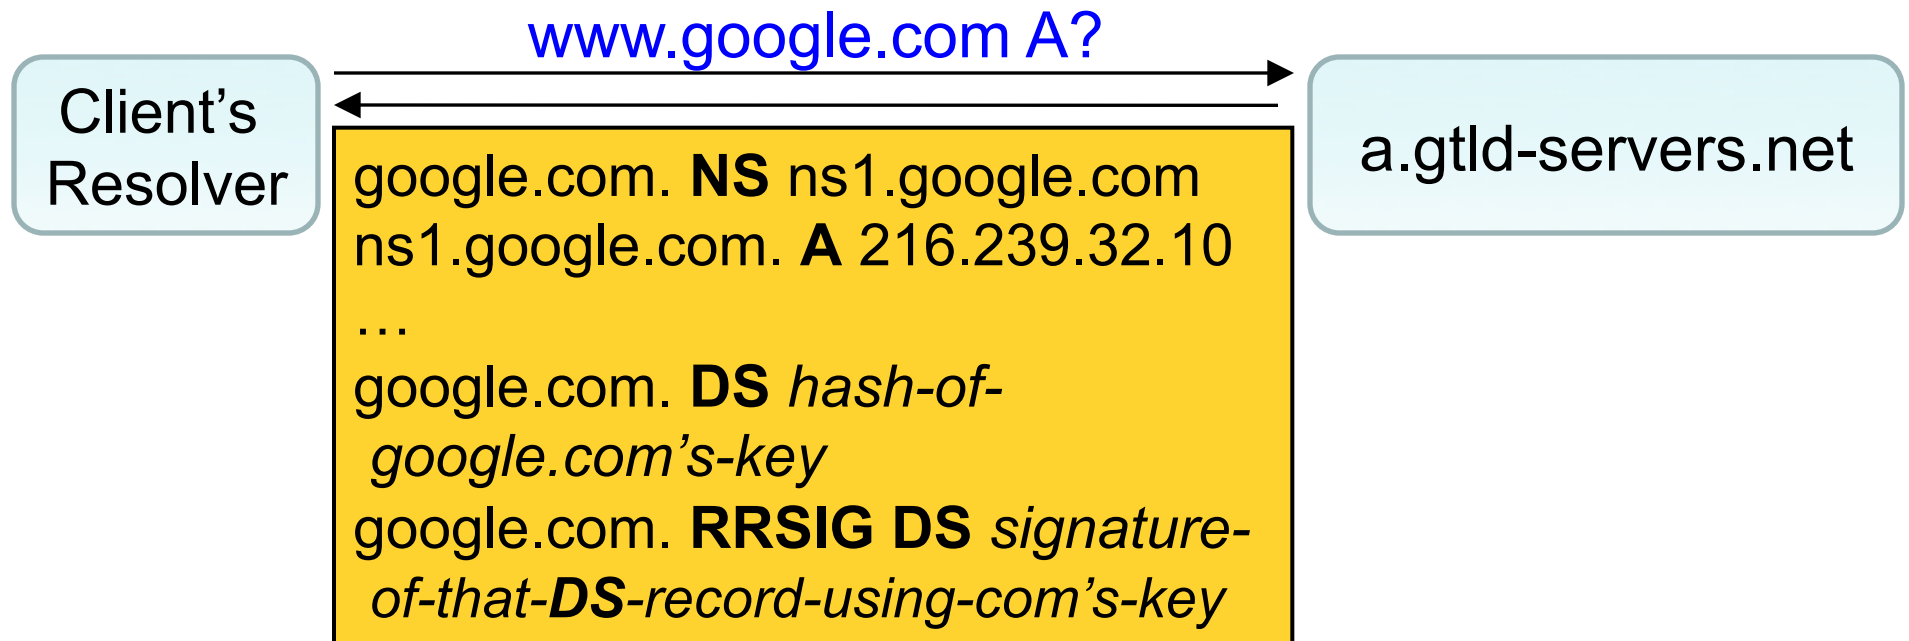 www.google.com A?
Client’s
Resolver
a.gtld-servers.net
google.com. NS ns1.google.com
ns1.google.com. A 216.239.32.10
…
google.com. DS hash-of-
google.com’s-key
google.com. RRSIG DS signature-
of-that-DS-record-using-com’s-key